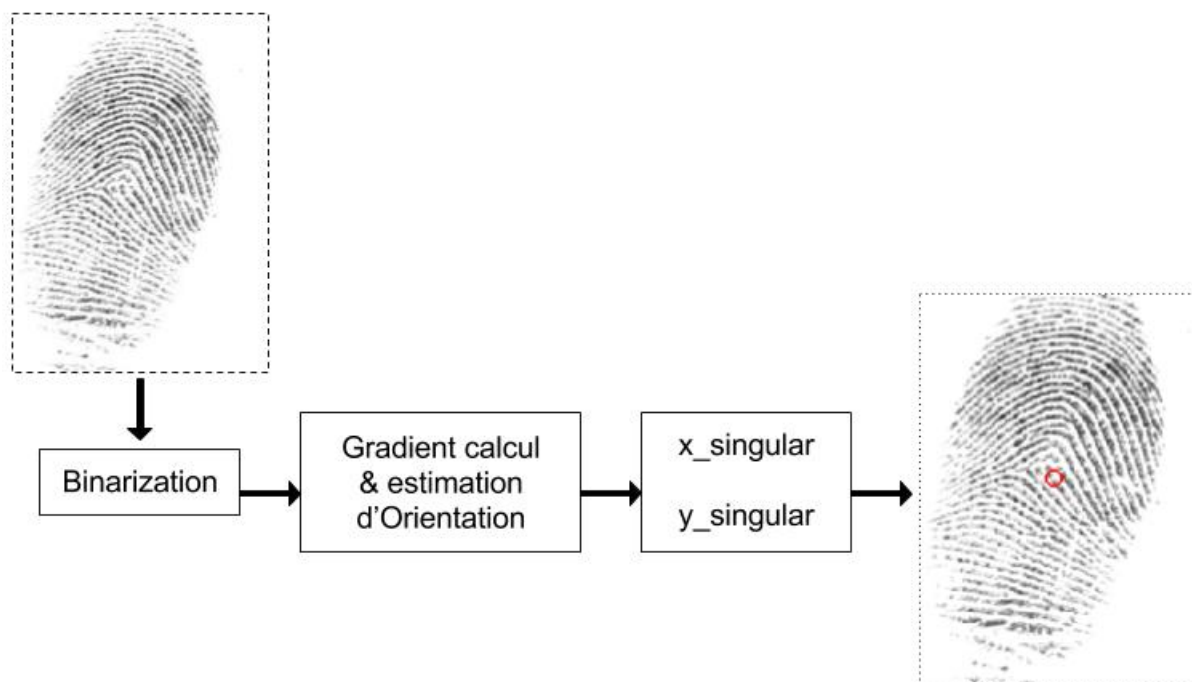 Binarization
Gradient calcul
& estimation
d'Orientation
x_singular
y_singular